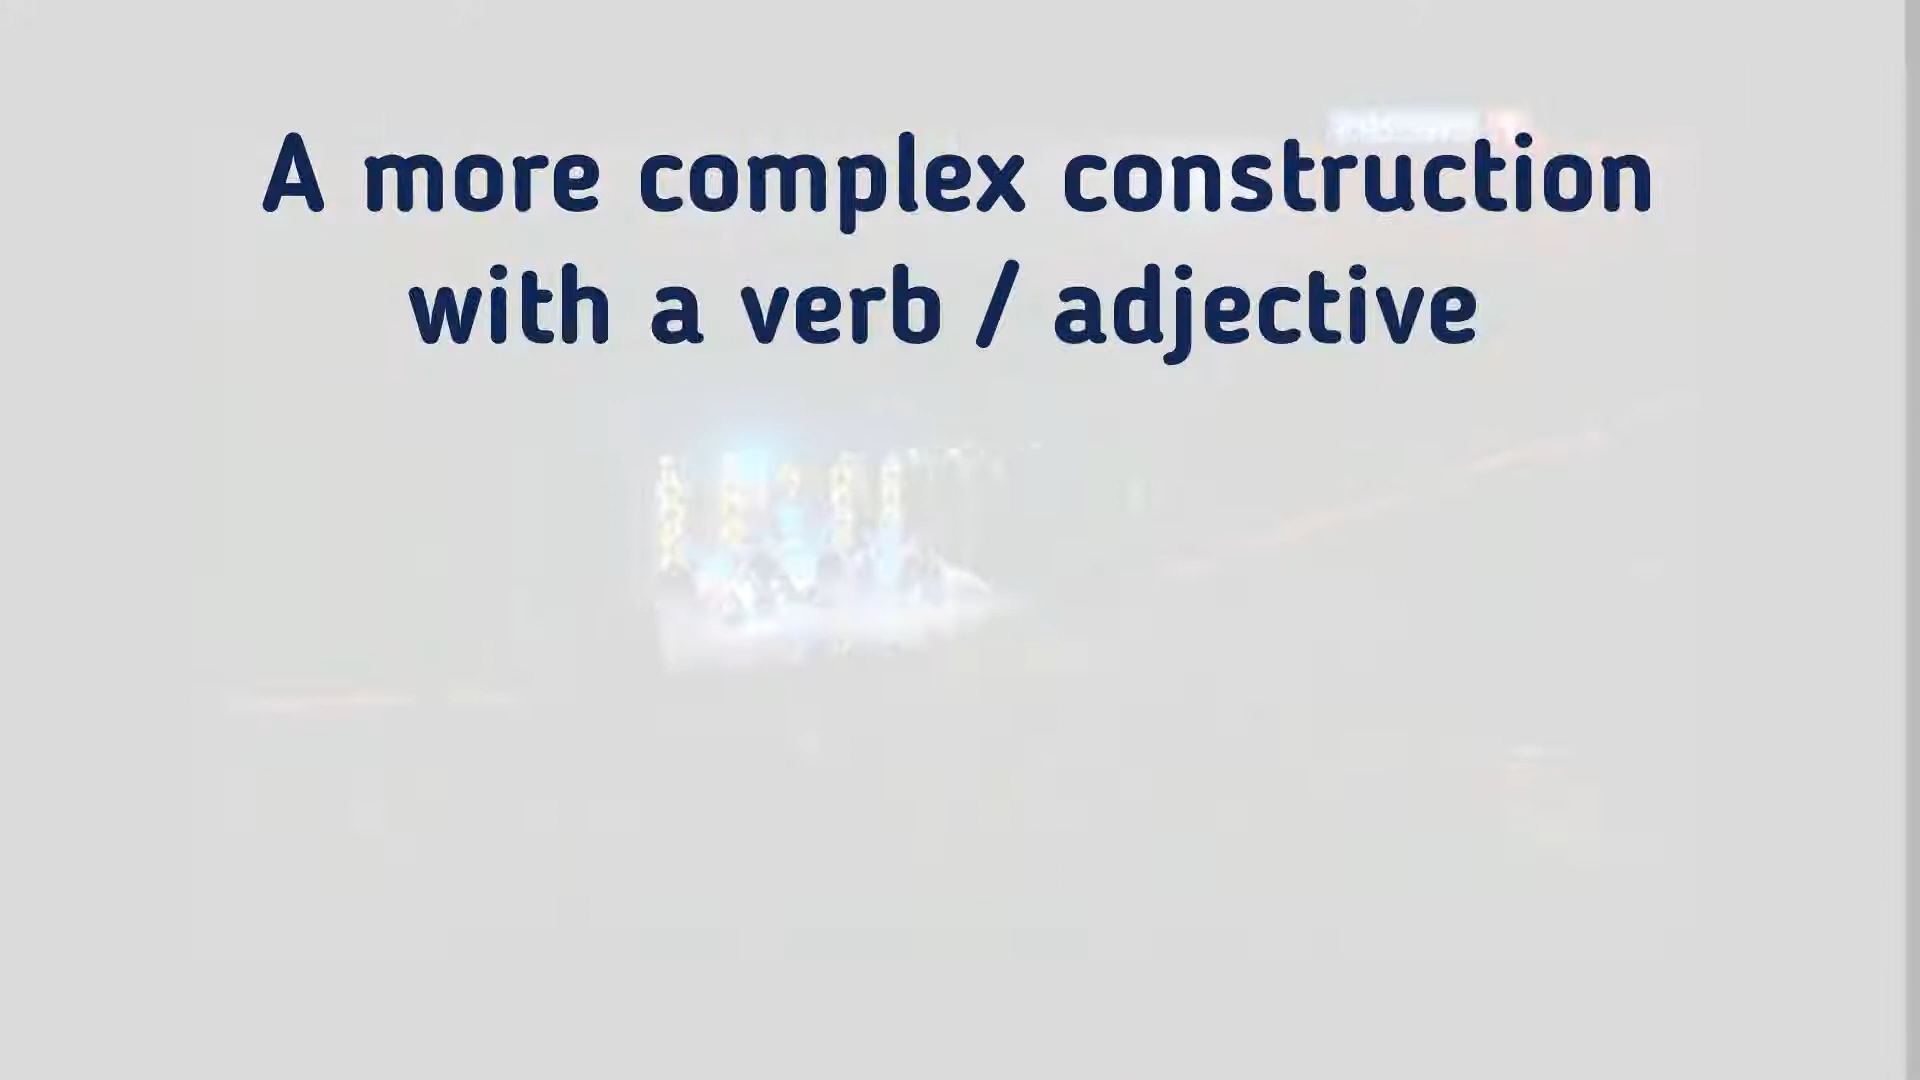 A more complex construction
with a verb / adjective